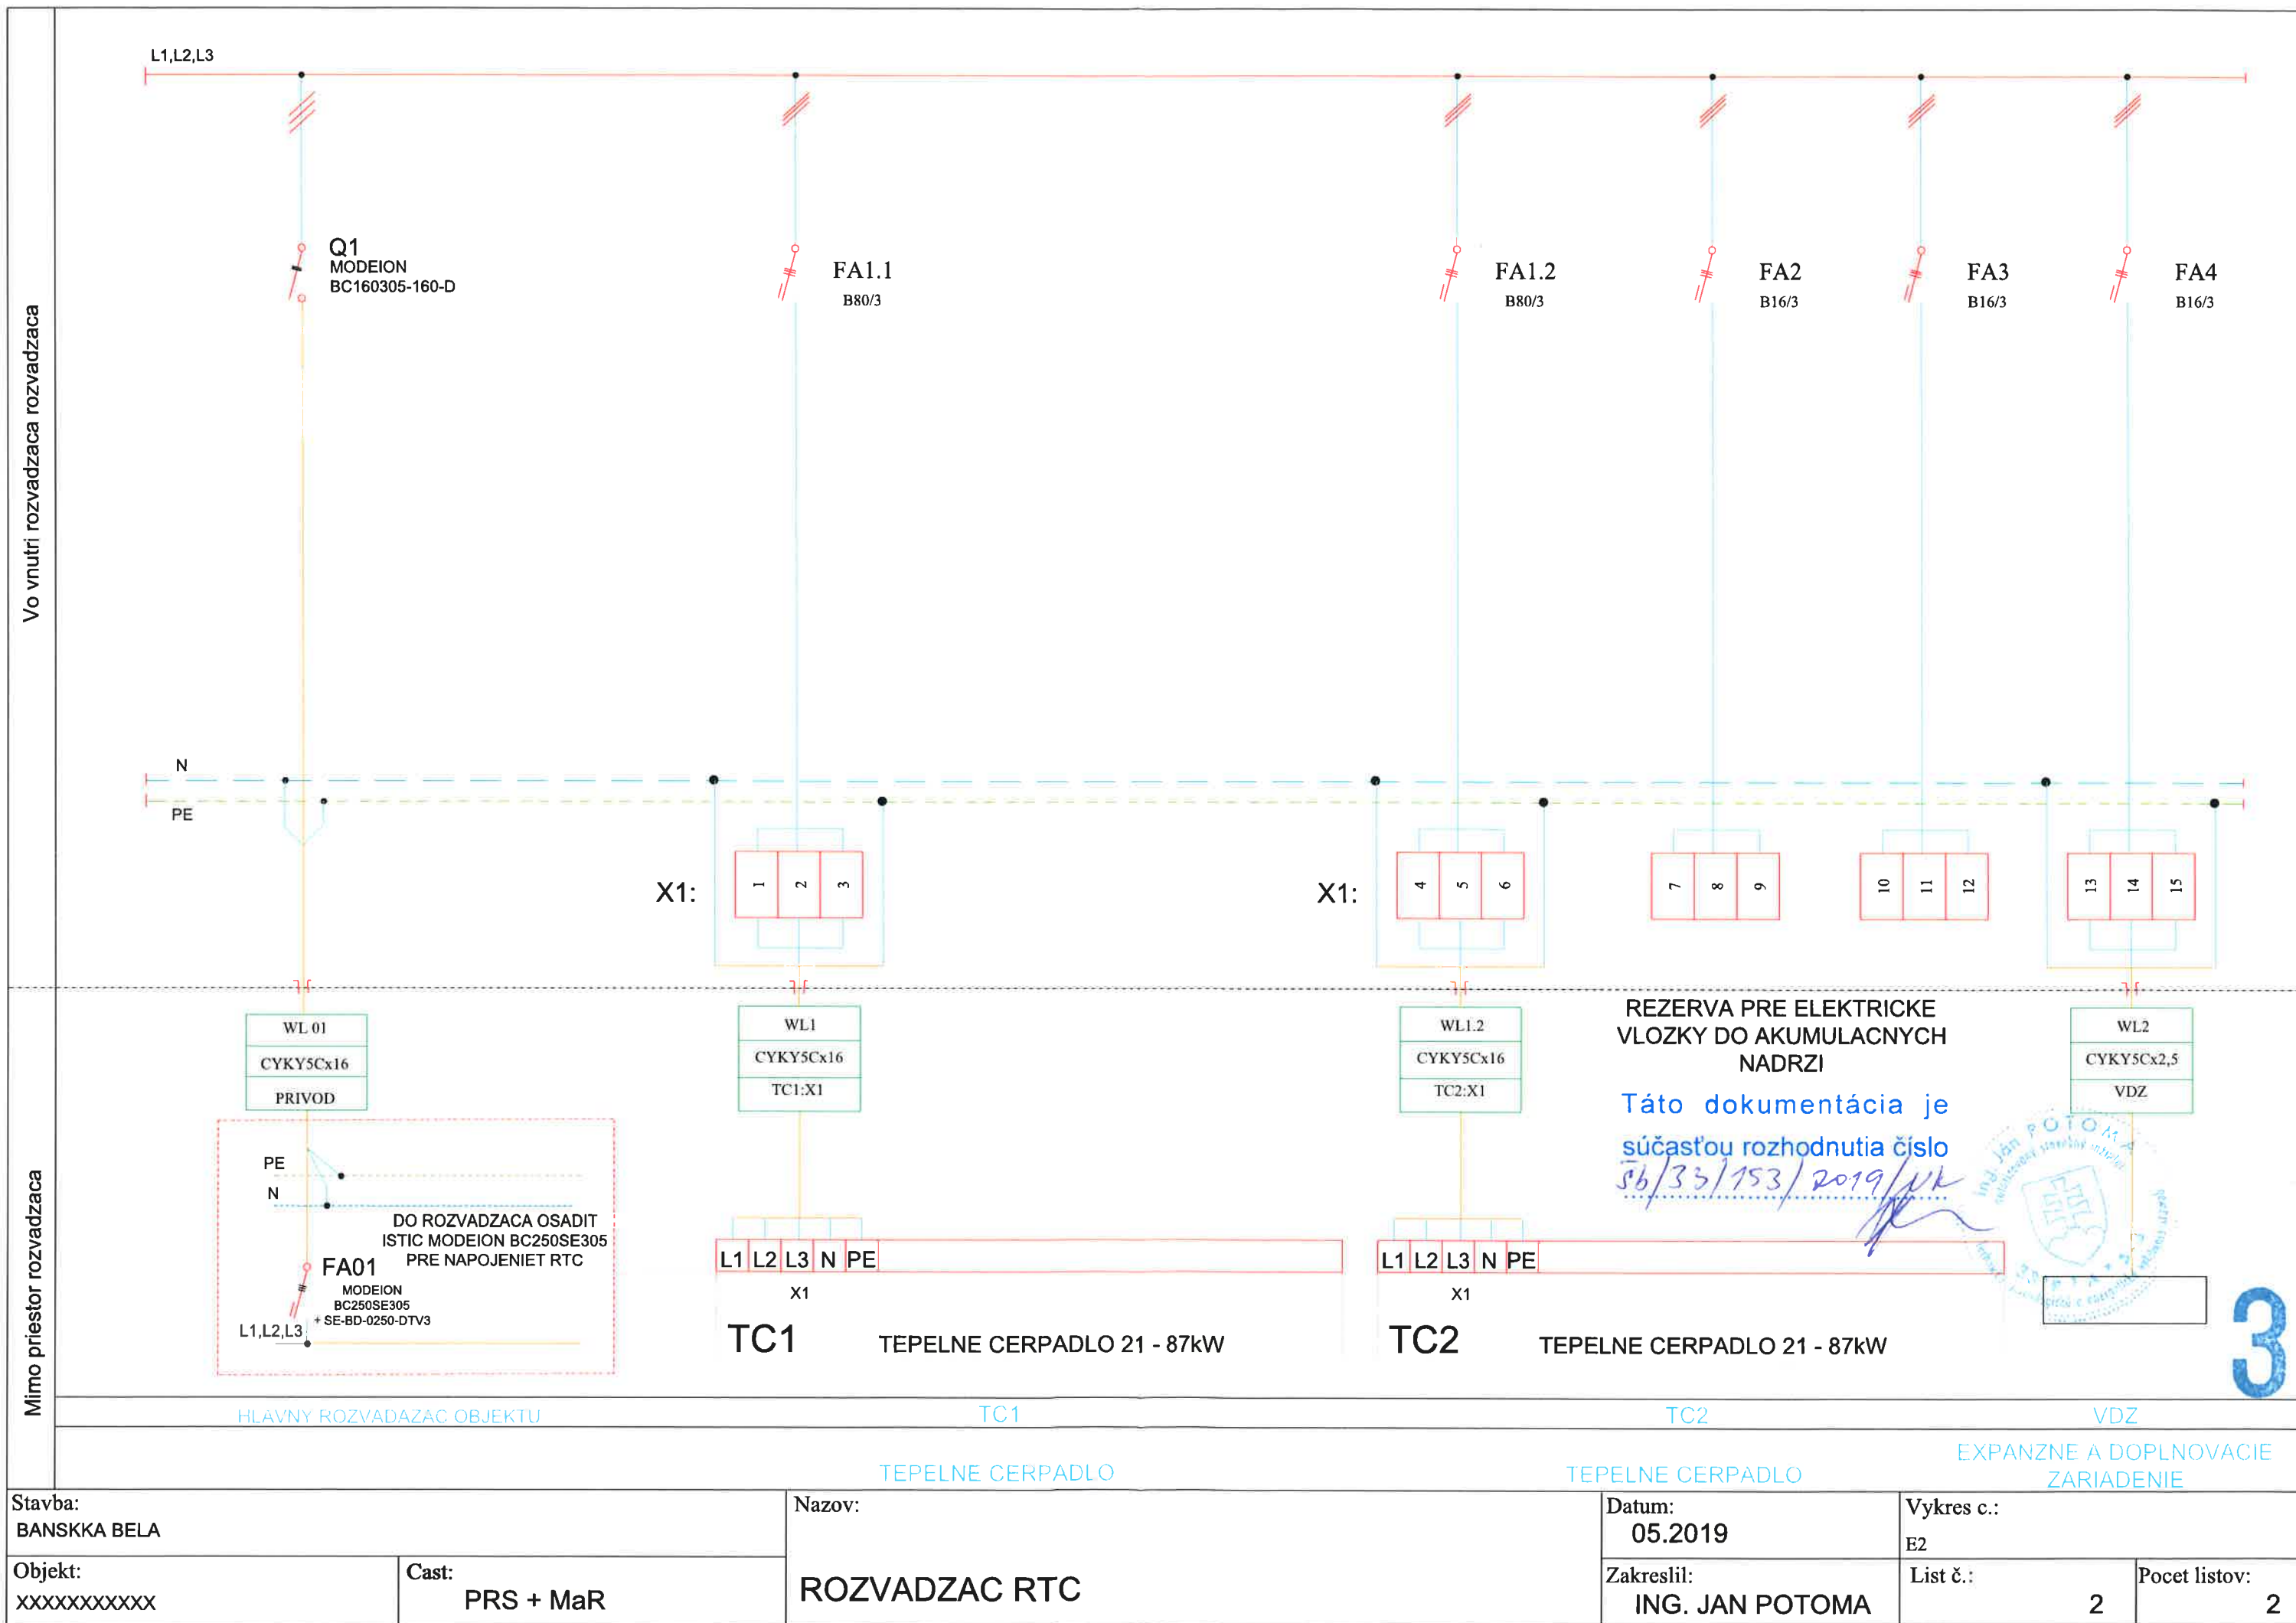 L1,L2,L3
Q1
MODEION
BC160305-160-D
FA1.1
B80/3
FA1.2
B80/3
FA2
B16/3
FA3
B16/3
FA4
B16/3
Vo vnutri rozvadzaca rozvadzaca
N
PE
X1:
1
2
3
X1:
4
5
6
7
8
9
10
11
12
13
14
15
Mimo priestor rozvadzaca
WL 01
CYKY5Cx16
PRIVOD
WL1
CYKY5Cx16
TC1:X1
WL1.2
CYKY5Cx16
TC2:X1
REZERVA PRE ELEKTRICKE
VLOZKY DO AKUMULACNYCH
NADRZI
WL2
CYKY5Cx2,5
VDZ
Táto dokumentácia je
súčasťou rozhodnutia číslo
Ing. Ján POTOMA
PE
N
DO ROZVADZACA OSADIT
ISTIC MODEION BC250SE305
PRE NAPOJENIET RTC
FA01
MODEION
BC250SE305
+ SE-BD-0250-DTV3
L1,L2,L3
L1 L2 L3 N PE
X1
TC1
TEPELNE CERPADLO 21 - 87kW
L1 L2 L3 N PE
X1
TC2
TEPELNE CERPADLO 21 - 87kW
3
HLAVNY ROZVADAZAC OBJEKTU
TC1
TC2
VDZ
TEPELNE CERPADLO
TEPELNE CERPADLO
EXPANZNE A DOPLNOVACIE
ZARIADENIE
Stavba:
BANSKKA BELA
Nazov:
ROZVADZAC RTC
Datum:
05.2019
Vykres c.:
E2
Objekt:
XXXXXXXXXXX
Cast:
PRS + MaR
Zakreslil:
ING. JAN POTOMA
List č.:
2
Pocet listov:
2